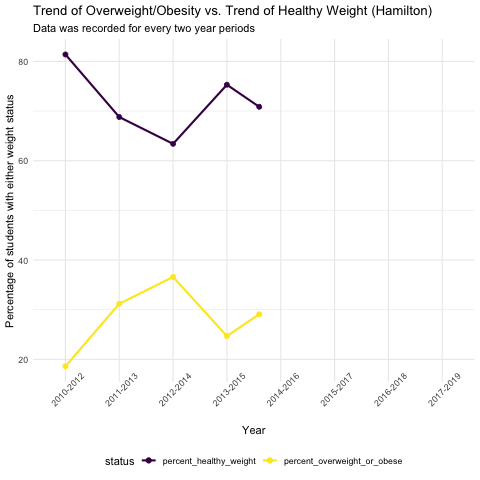 Trend of Overweight/Obesity vs. Trend of Healthy Weight (Hamilton)
Data was recorded for every two year periods
Percentage of students with either weight status
80
60
40
20
2010-2012
2011-2013
2012-2014
2013-2015
2014-2016
2015-2017
2016-2018
2017-2019
Year
status percent_healthy_weight percent_overweight_or_obese